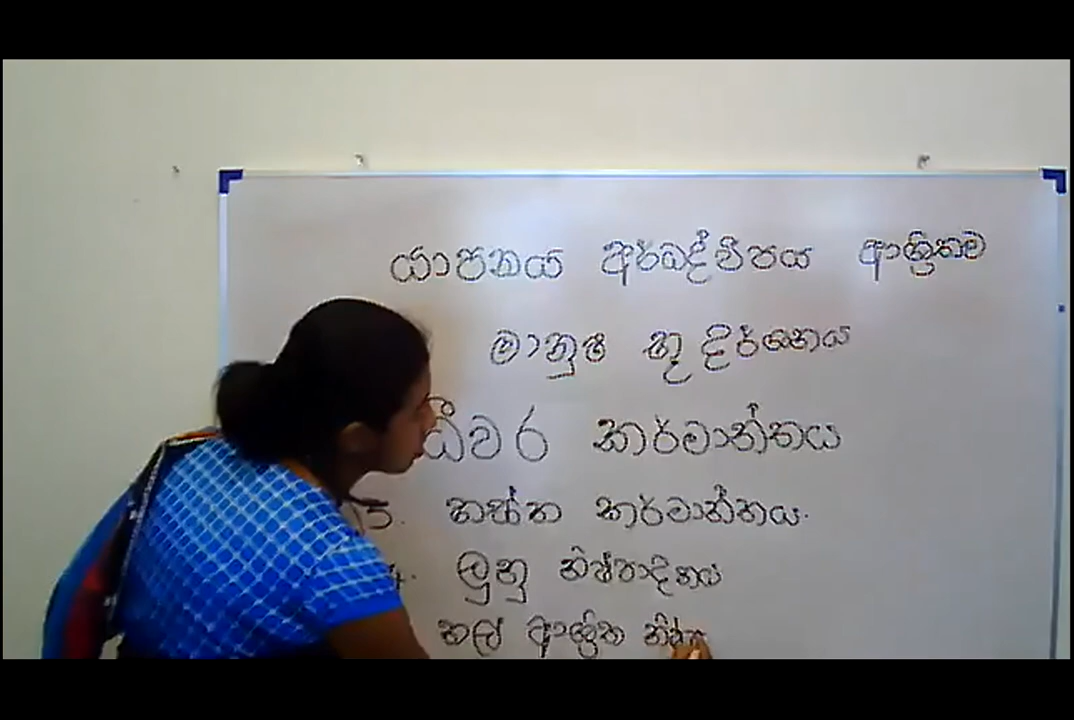 යාපනය අර්ධද්වීපය ආශ්‍රිතව
මානුෂ භූ දර්ශනය
ධීවර කර්මාන්තය
හස්ත කර්මාන්තය.
ලුනු නිෂ්පාදනය
තල් ආශ්‍රිත